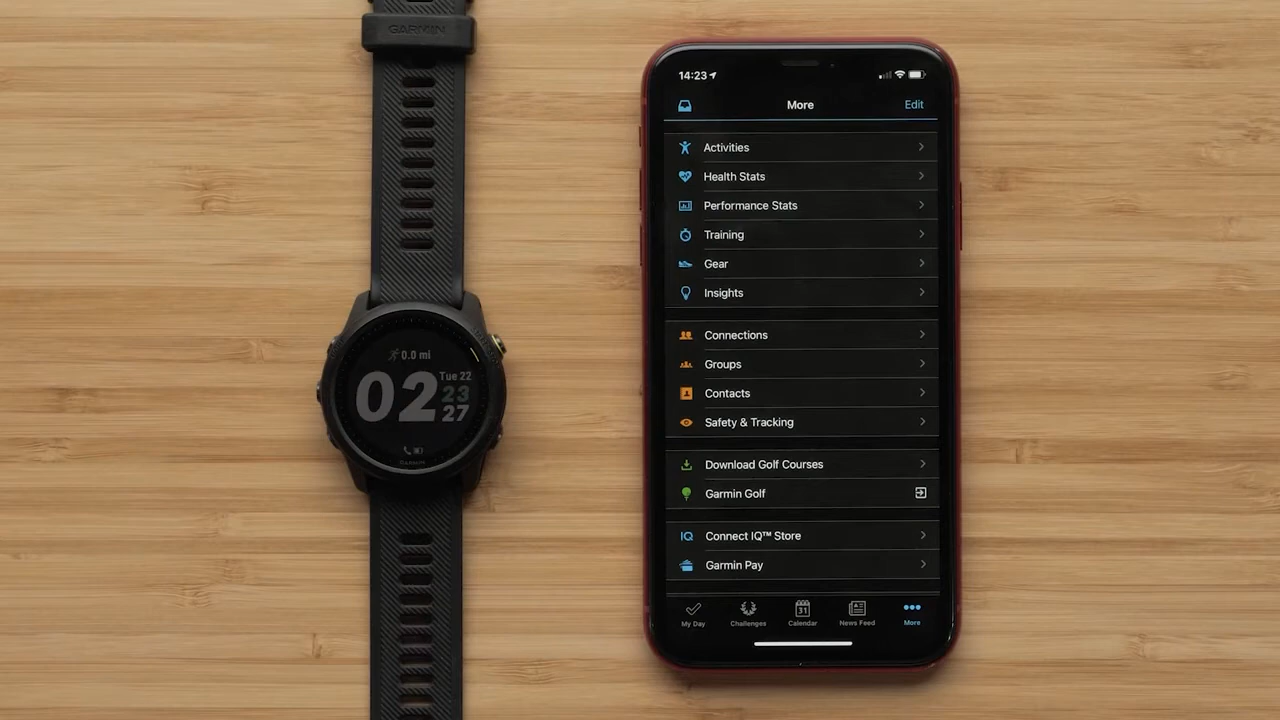 GARMIN
0.0 mi
Tue 22
02
23
27
GARMIN
14:23
More
Edit
Activities
Health Stats
Performance Stats
Training
Gear
Insights
Connections
Groups
Contacts
Safety & Tracking
Download Golf Courses
Garmin Golf
IQ Connect IQ™ Store
Garmin Pay
31
My Day
Challenges
Calendar
News Feed
More